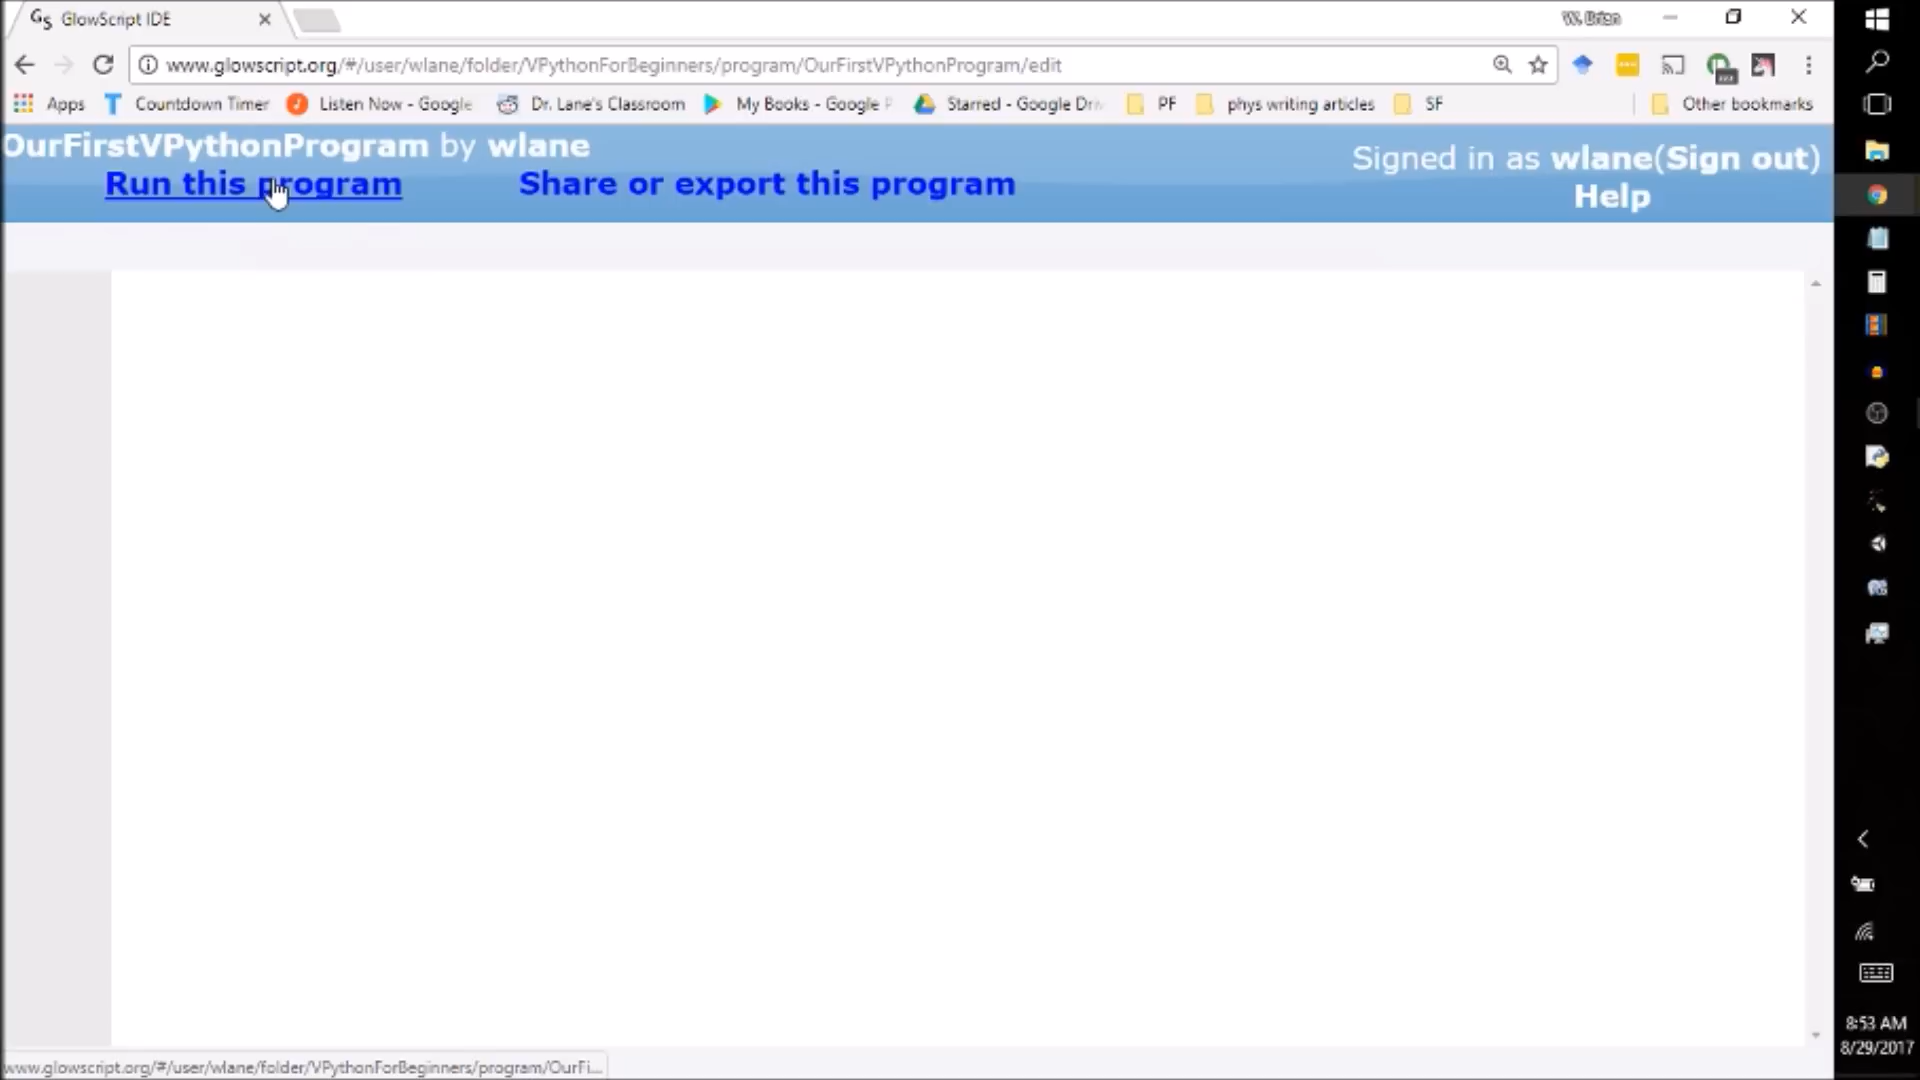 GlowScript IDE
W. Brian
www.glowscript.org/#/user/wlane/folder/VPythonForBeginners/program/OurFirstVPythonProgram/edit
Apps Countdown Timer Listen Now - Google Dr. Lane's Classroom My Books - Google P Starred - Google Driv PF phys writing articles SF Other bookmarks
OurFirstVPythonProgram by wlane
Signed in as wlane(Sign out)
Run this program Share or export this program
Help
www.glowscript.org/#/user/wlane/folder/VPythonForBeginners/program/OurFi...
8:53 AM
8/29/2017